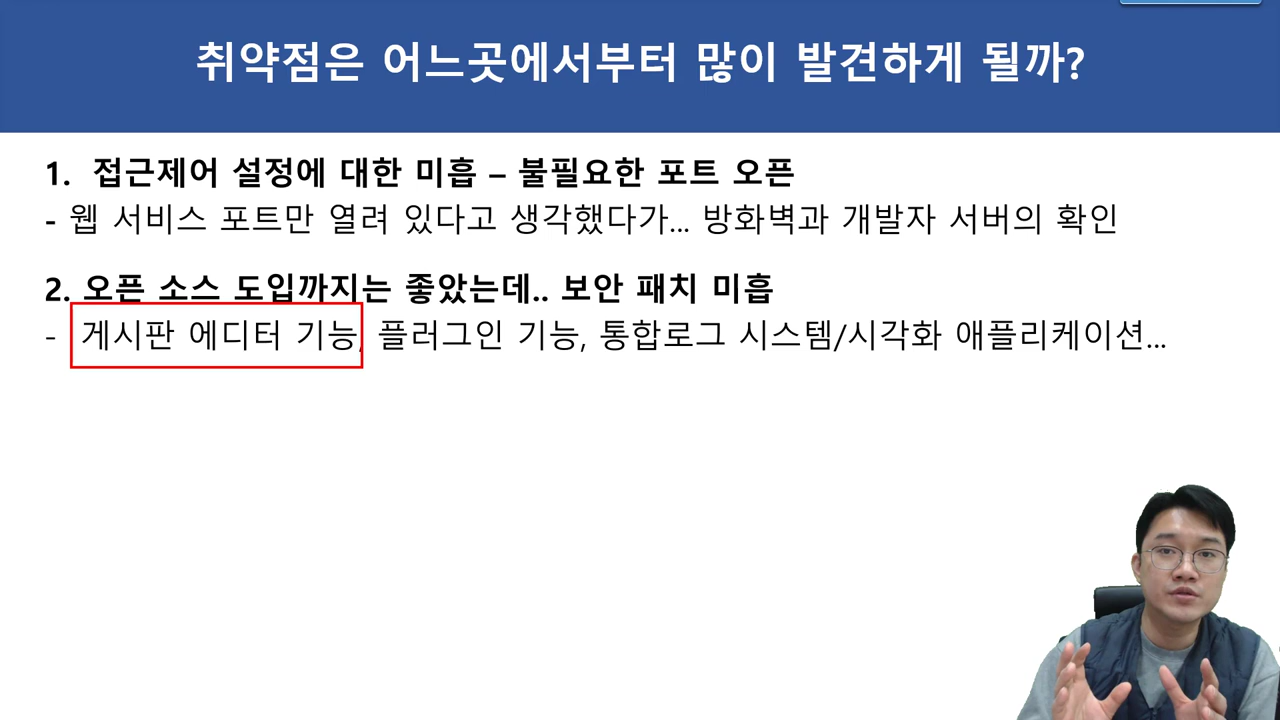 취약점은 어느곳에서부터 많이 발견하게 될까?
1. 접근제어 설정에 대한 미흡 – 불필요한 포트 오픈
- 웹 서비스 포트만 열려 있다고 생각했다가... 방화벽과 개발자 서버의 확인
2. 오픈 소스 도입까지는 좋았는데.. 보안 패치 미흡
- 게시판 에디터 기능, 플러그인 기능, 통합로그 시스템/시각화 애플리케이션...